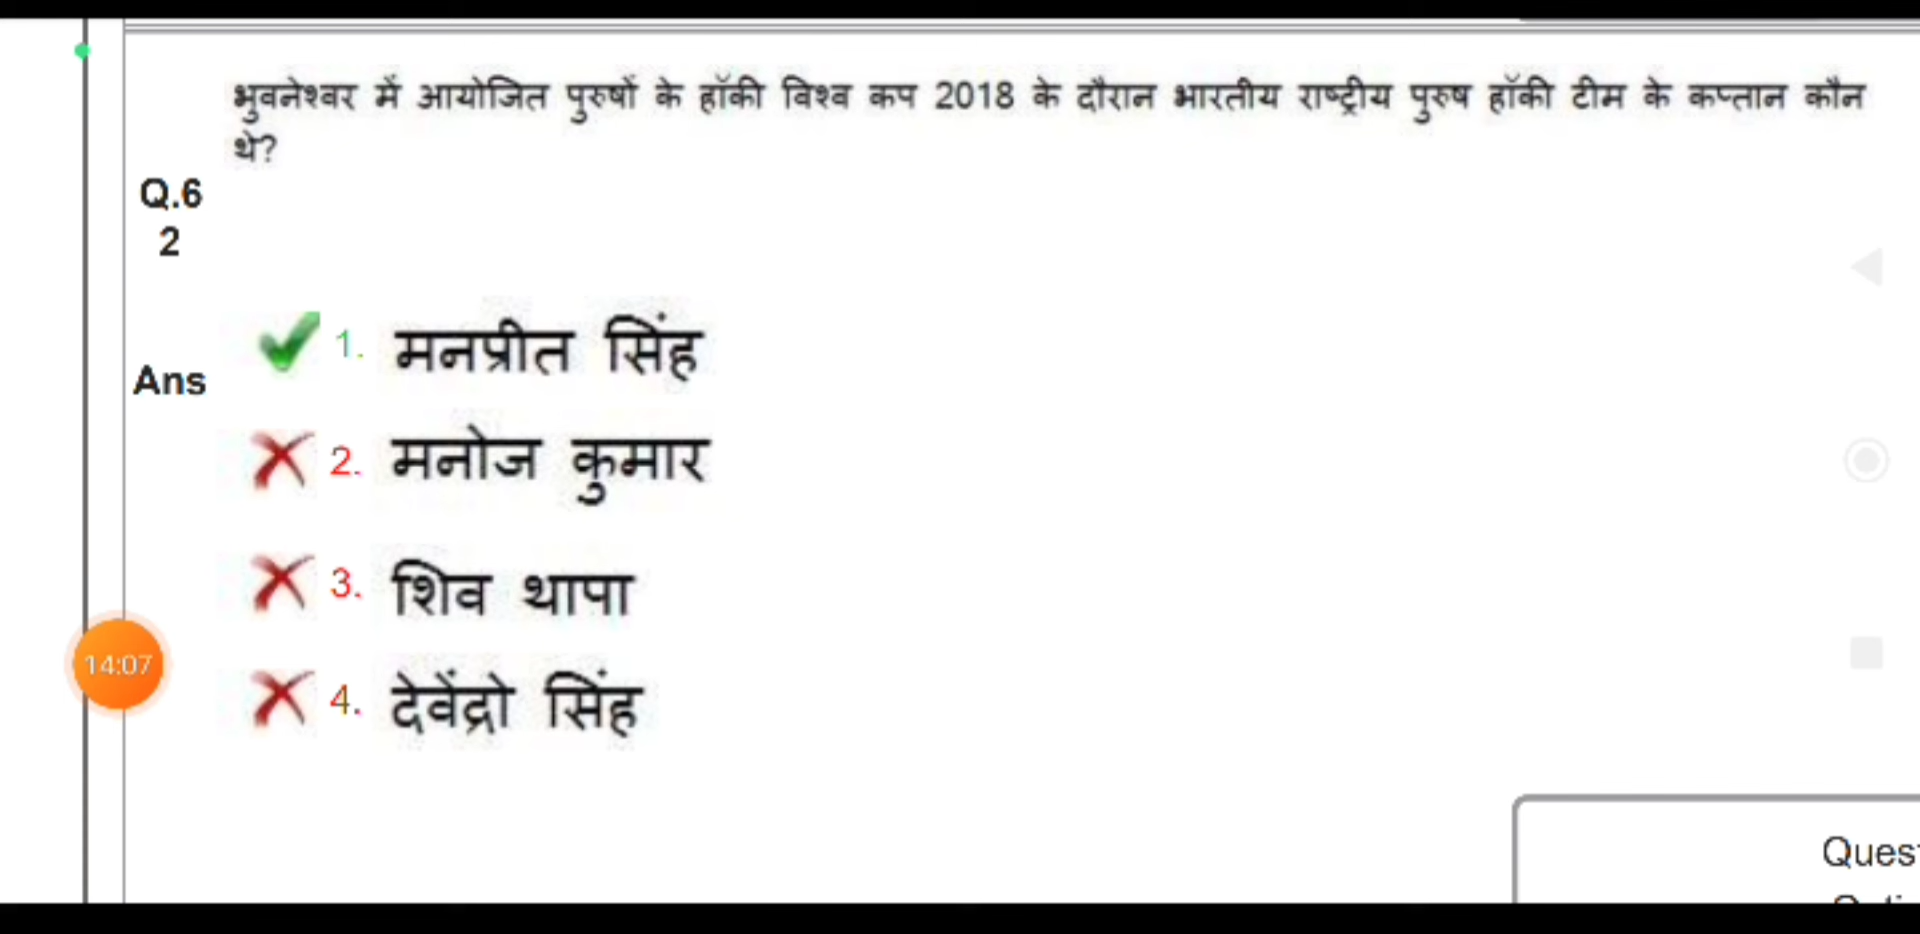 भुवनेश्वर में आयोजित पुरुषों के हॉकी विश्व कप 2018 के दौरान भारतीय राष्ट्रीय पुरुष हॉकी टीम के कप्तान कौन
थे?
Q.6
2
Ans
1. मनप्रीत सिंह
2. मनोज कुमार
3. शिव थापा
4. देवेंद्रो सिंह
14:07
Ques